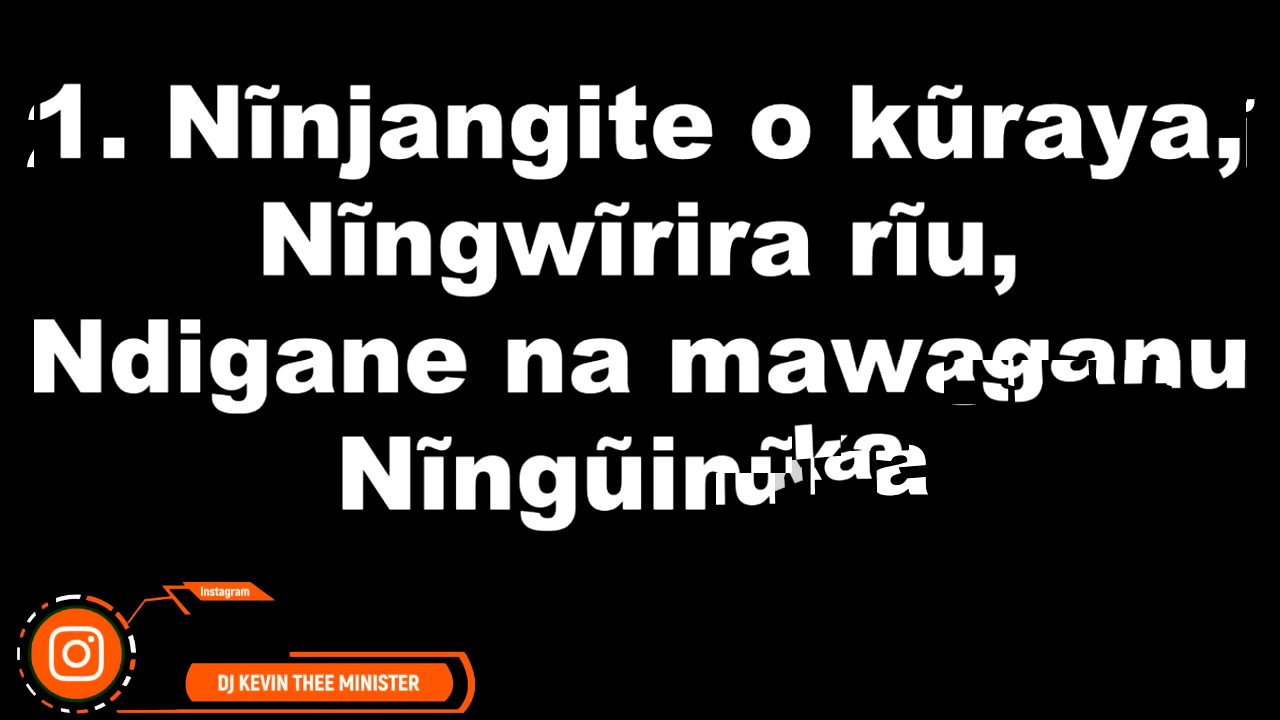 1. Nĩnjangite o kũraya,
Nĩngwĩrira rĩu,
Ndigane na mawaganu
Nĩngũinũka
Instagram
DJ KEVIN THEE MINISTER